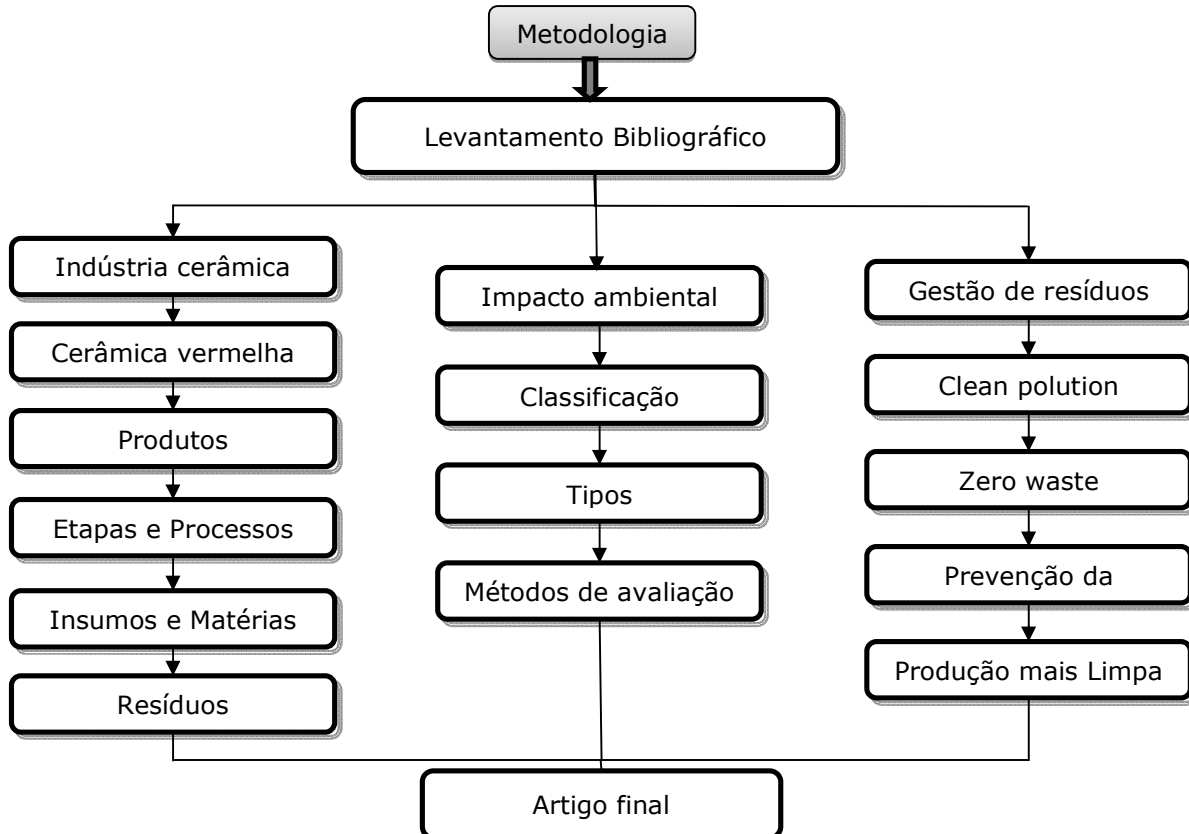 Metodologia
Levantamento Bibliográfico
Indústria cerâmica
Cerâmica vermelha
Produtos
Etapas e Processos
Insumos e Matérias
Resíduos
Impacto ambiental
Classificação
Tipos
Métodos de avaliação
Gestão de resíduos
Clean polution
Zero waste
Prevenção da
Produção mais Limpa
Artigo final